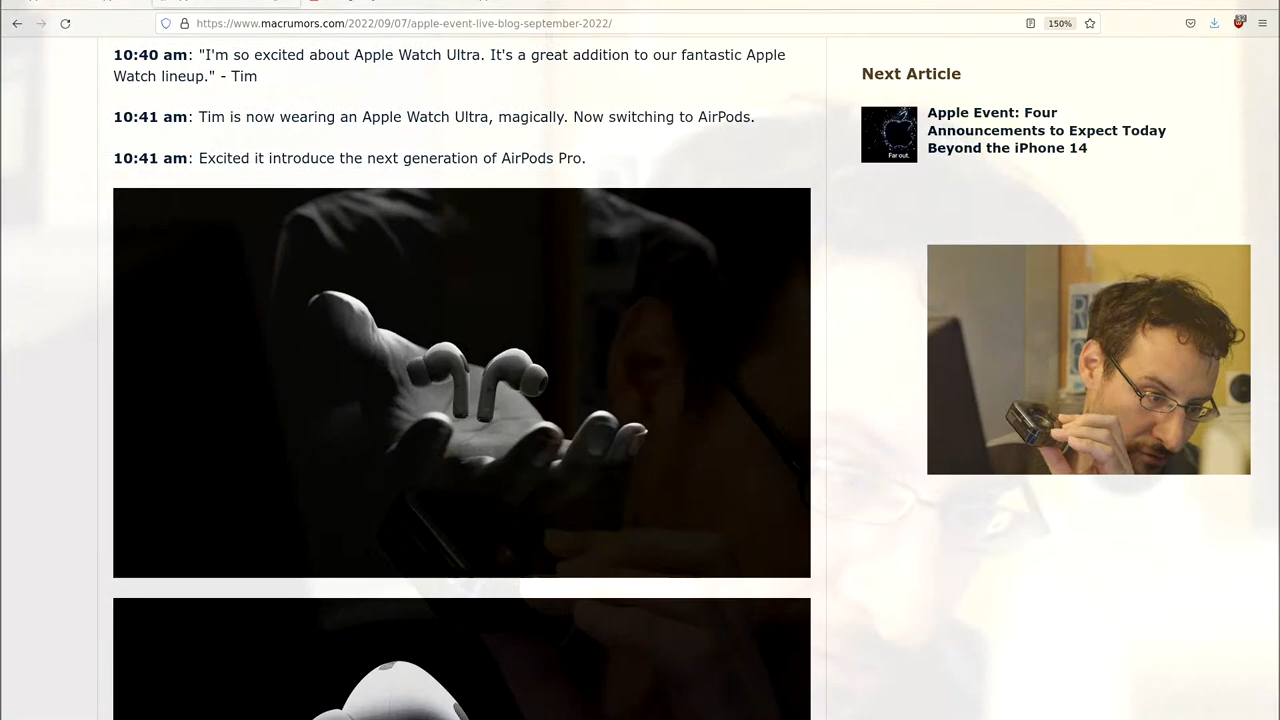 https://www.macrumors.com/2022/09/07/apple-event-live-blog-september-2022/
150%
10:40 am: "I'm so excited about Apple Watch Ultra. It's a great addition to our fantastic Apple
Watch lineup." - Tim
10:41 am: Tim is now wearing an Apple Watch Ultra, magically. Now switching to AirPods.
10:41 am: Excited it introduce the next generation of AirPods Pro.
Next Article
Far out.
Apple Event: Four
Announcements to Expect Today
Beyond the iPhone 14